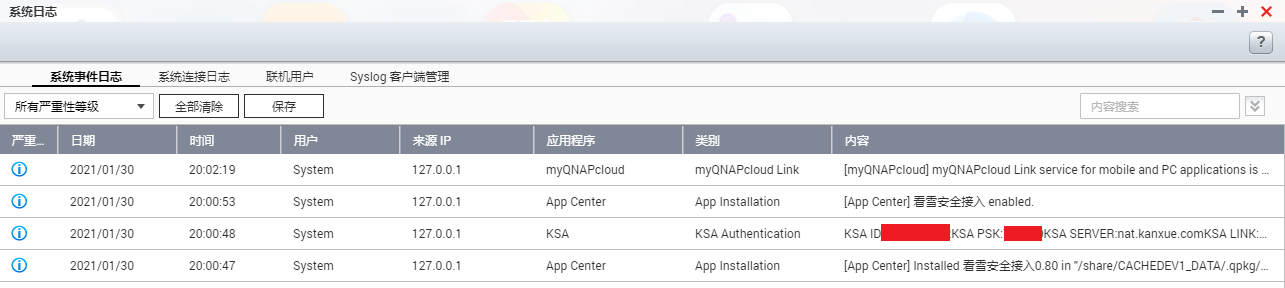 系统日志
?
系统事件日志 系统连接日志 联机用户 Syslog 客户端管理
所有严重性等级 全部清除 保存 内容搜索
严重... 日期 时间 用户 来源 IP 应用程序 类别 内容
2021/01/30 20:02:19 System 127.0.0.1 myQNAPcloud myQNAPcloud Link [myQNAPcloud] myQNAPcloud Link service for mobile and PC applications is ...
2021/01/30 20:00:53 System 127.0.0.1 App Center App Installation [App Center] 看雪安全接入 enabled.
2021/01/30 20:00:48 System 127.0.0.1 KSA KSA Authentication KSA ID :KSA PSK: KSA SERVER:nat.kanxue.comKSA LINK:...
2021/01/30 20:00:47 System 127.0.0.1 App Center App Installation [App Center] Installed 看雪安全接入0.80 in "/share/CACHEDEV1_DATA/.qpkg/...